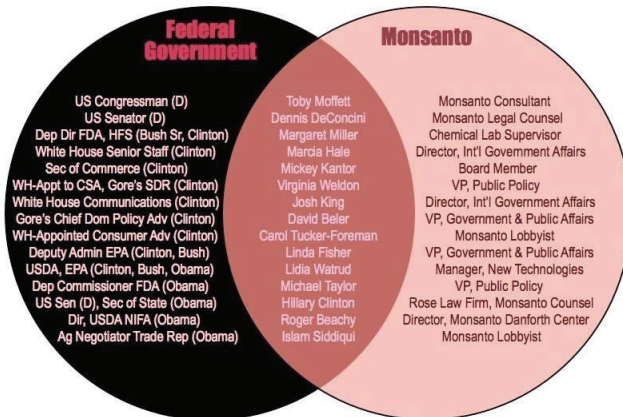 Federal
Government
Monsanto
US Congressman (D) Toby Moffett Monsanto Consultant
US Senator (D) Dennis DeConcini Monsanto Legal Counsel
Dep Dir FDA, HFS (Bush Sr, Clinton) Margaret Miller Chemical Lab Supervisor
White House Senior Staff (Clinton) Marcia Hale Director, Int'l Government Affairs
Sec of Commerce (Clinton) Mickey Kantor Board Member
WH-Appt to CSA, Gore's SDR (Clinton) Virginia Weldon VP, Public Policy
White House Communications (Clinton) Josh King Director, Int'l Government Affairs
Gore's Chief Dom Policy Adv (Clinton) David Beler VP, Government & Public Affairs
WH-Appointed Consumer Adv (Clinton) Carol Tucker-Foreman Monsanto Lobbyist
Deputy Admin EPA (Clinton, Bush) Linda Fisher VP, Government & Public Affairs
USDA, EPA (Clinton, Bush, Obama) Lidia Watrud Manager, New Technologies
Dep Commissioner FDA (Obama) Michael Taylor VP, Public Policy
US Sen (D), Sec of State (Obama) Hillary Clinton Rose Law Firm, Monsanto Counsel
Dir, USDA NIFA (Obama) Roger Beachy Director, Monsanto Danforth Center
Ag Negotiator Trade Rep (Obama) Islam Siddiqui Monsanto Lobbyist